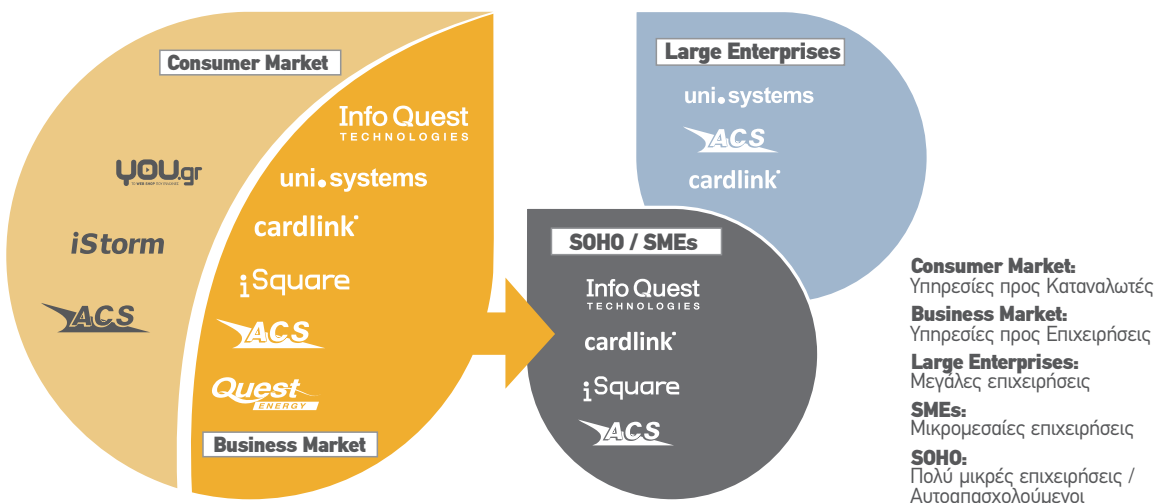 Consumer Market
YOU.gr
iStorm
ACS
Info Quest
TECHNOLOGIES
uni.systems
cardlink
iSquare
ACS
Quest
ENERGY
Business Market
Large Enterprises
uni.systems
ACS
cardlink
SOHO / SMEs
Info Quest
TECHNOLOGIES
cardlink
iSquare
ACS
Consumer Market:
Υπηρεσίες προς Καταναλωτές
Business Market:
Υπηρεσίες προς Επιχειρήσεις
Large Enterprises:
Μεγάλες επιχειρήσεις
SMEs:
Μικρομεσαίες επιχειρήσεις
SOHO:
Πολύ μικρές επιχειρήσεις /
Αυτοαπασχολούμενοι